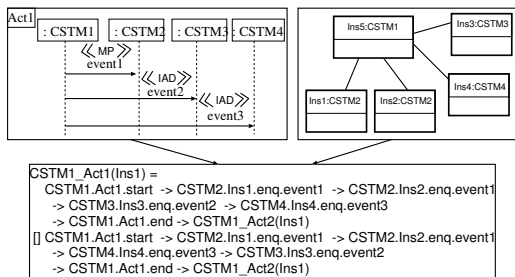 Act1
: CSTM1 : CSTM2 : CSTM3 : CSTM4
≪ MP≫
event1
≪ IAD≫
event2
≪ IAD≫
event3
Ins5:CSTM1
Ins3:CSTM3
Ins4:CSTM4
Ins1:CSTM2
Ins2:CSTM2
CSTM1_Act1(Ins1) =
CSTM1.Act1.start -> CSTM2.Ins1.enq.event1 -> CSTM2.Ins2.enq.event1
-> CSTM3.Ins3.enq.event2 -> CSTM4.Ins4.enq.event3
-> CSTM1.Act1.end -> CSTM1_Act2(Ins1)
[] CSTM1.Act1.start -> CSTM2.Ins1.enq.event1 -> CSTM2.Ins2.enq.event1
-> CSTM4.Ins4.enq.event3 -> CSTM3.Ins3.enq.event2
-> CSTM1.Act1.end -> CSTM1_Act2(Ins1)